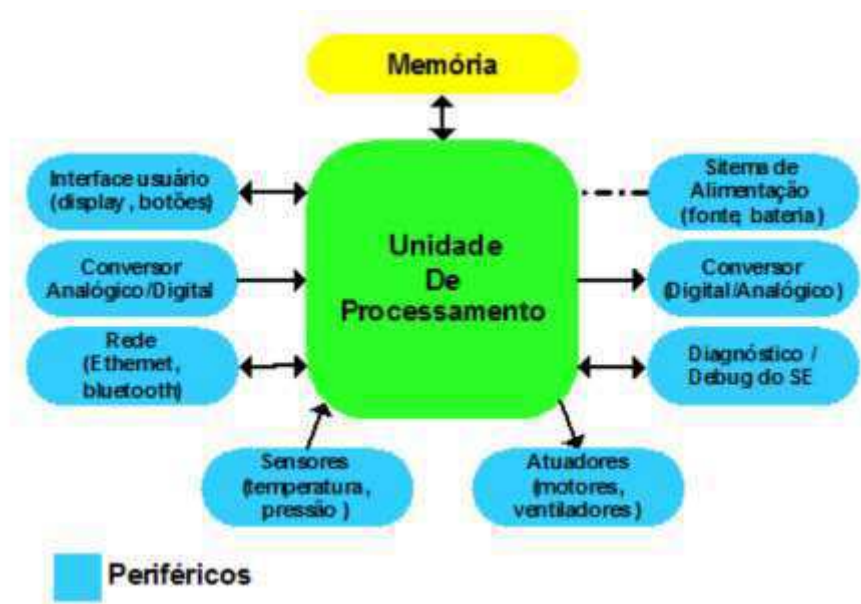 Memória
Interface usuário
(display , botões)
Sitema de
Alimentação
(fonte, bateria)
Unidade
De
Processamento
Conversor
Analógico/Digital
Conversor
(Digital/Analógico)
Rede
(Ethernet,
bluetooth)
Diagnóstico /
Debug do SE
Sensores
(temperatura,
pressão )
Atuadores
(motores,
ventiladores)
Periféricos